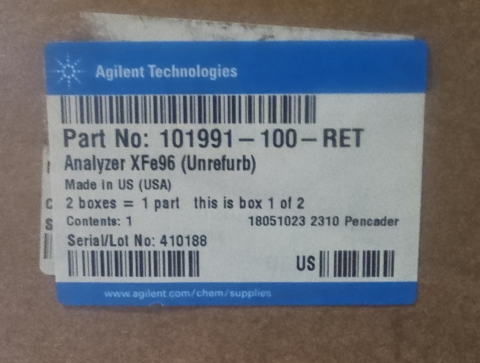 Agilent Technologies
Part No: 101991-100-RET
Analyzer XFe96 (Unrefurb)
Made in US (USA)
2 boxes = 1 part this is box 1 of 2
Contents: 1 18051023 2310 Pencader
Serial/Lot No: 410188
US
www.agilent.com/chem/supplies